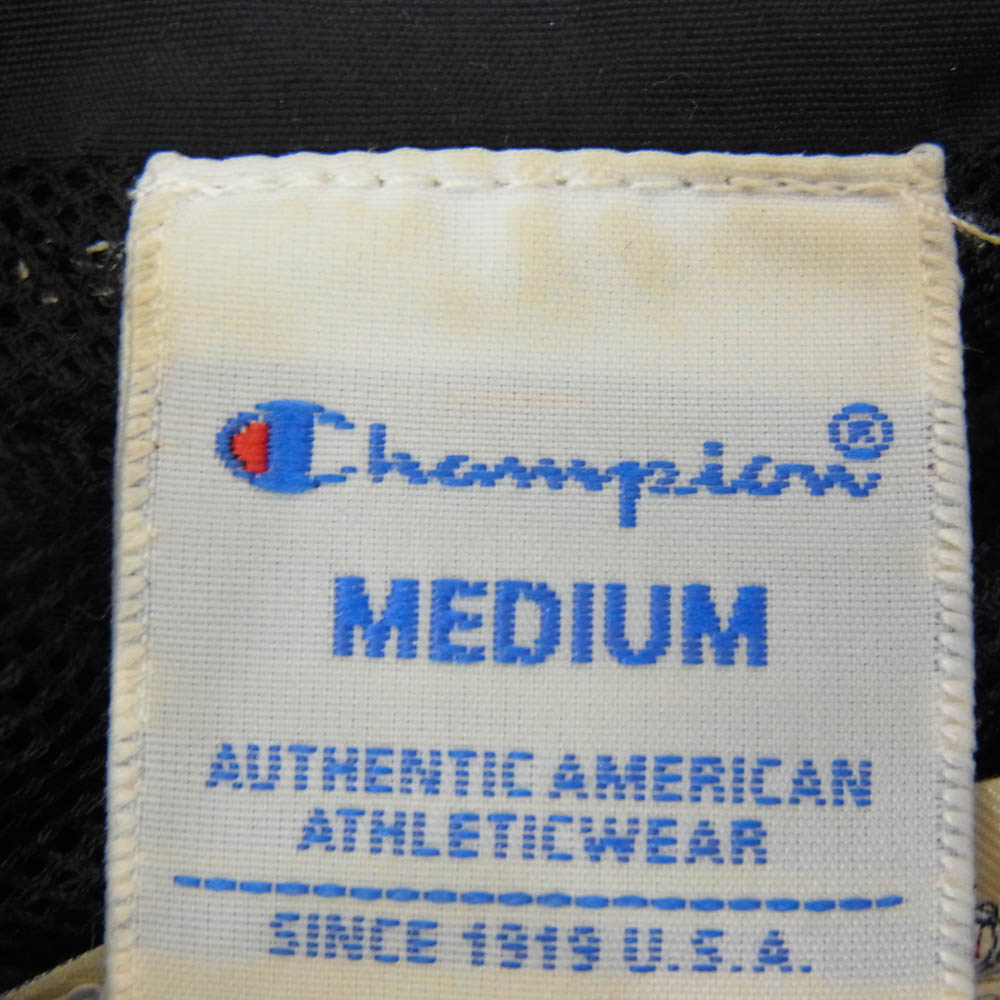 Champion®
MEDIUM
AUTHENTIC AMERICAN
ATHLETICWEAR
SINCE 1919 U.S.A.